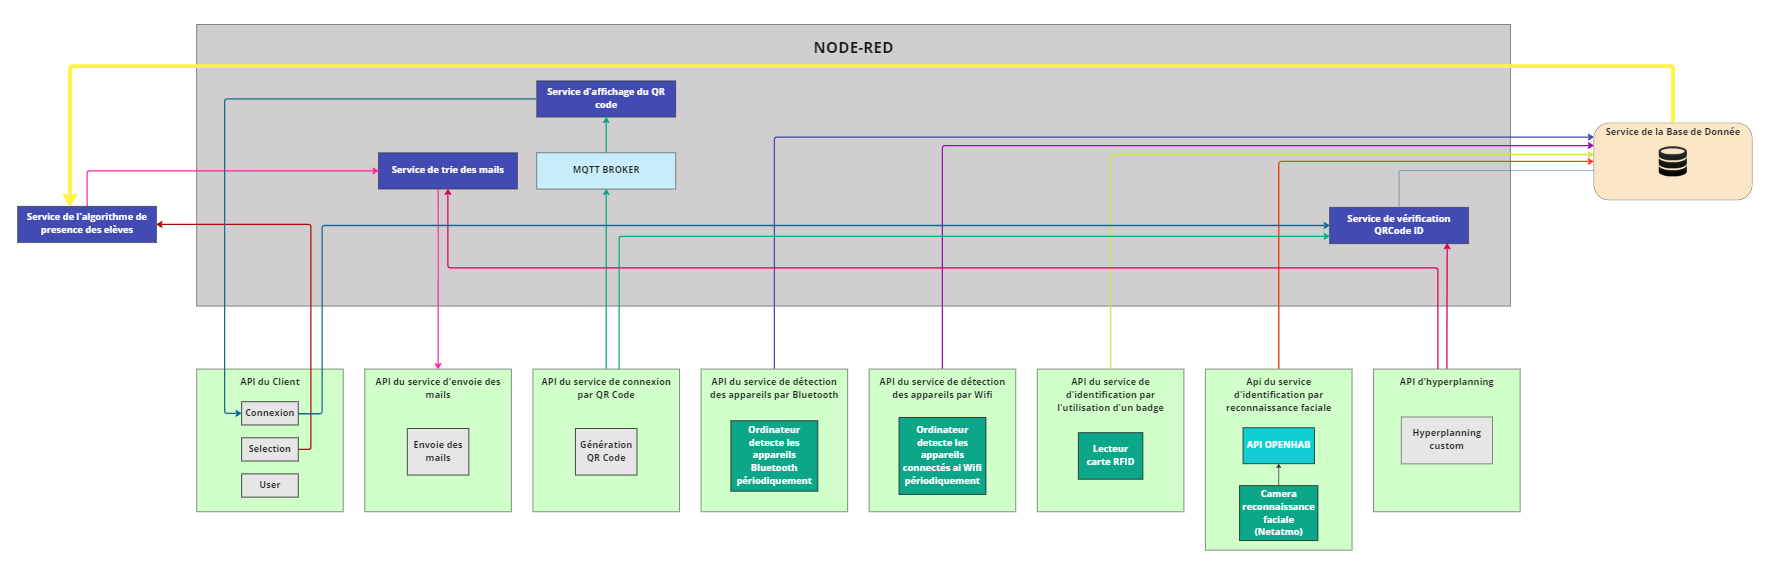 NODE-RED
Service d'affichage du QR
code
Service de la Base de Donnée
Service de trie des mails
MQTT BROKER
Service de l'algorithme de
presence des elèves
Service de vérification
QRCode ID
API du Client
Connexion
Selection
User
API du service d'envoie des
mails
Envoie des
mails
API du service de connexion
par QR Code
Génération
QR Code
API du service de détection
des appareils par Bluetooth
Ordinateur
detecte les
appareils
Bluetooth
périodiquement
API du service de détection
des appareils par Wifi
Ordinateur
detecte les
appareils
connectés ai Wifi
périodiquement
API du service de
d'identification par
l'utilisation d'un badge
Lecteur
carte RFID
Api du service
d'identification par
reconnaissance faciale
API OPENHAB
Camera
reconnaissance
faciale
(Netatmo)
API d'hyperplanning
Hyperplanning
custom